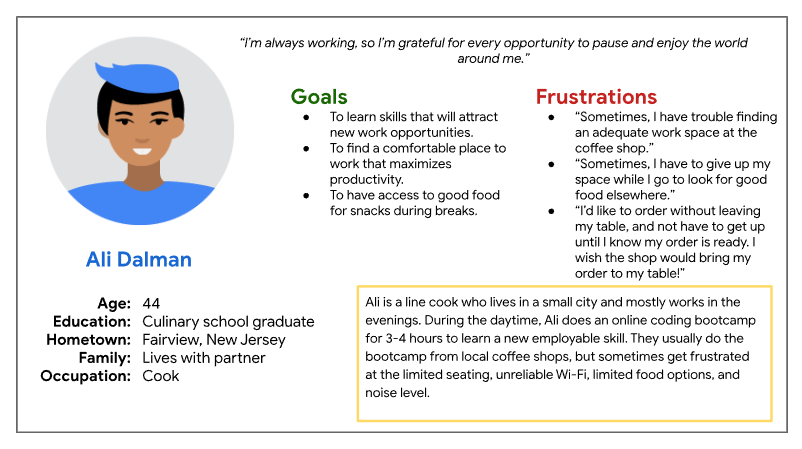 “I’m always working, so I’m grateful for every opportunity to pause and enjoy the world
around me.”
Goals
● To learn skills that will attract
new work opportunities.
● To find a comfortable place to
work that maximizes
productivity.
● To have access to good food
for snacks during breaks.
Frustrations
● “Sometimes, I have trouble finding
an adequate work space at the
coffee shop.”
● “Sometimes, I have to give up my
space while I go to look for good
food elsewhere.”
● “I’d like to order without leaving
my table, and not have to get up
until I know my order is ready. I
wish the shop would bring my
order to my table!”
Ali Dalman
Age: 44
Education: Culinary school graduate
Hometown: Fairview, New Jersey
Family: Lives with partner
Occupation: Cook
Ali is a line cook who lives in a small city and mostly works in the
evenings. During the daytime, Ali does an online coding bootcamp
for 3-4 hours to learn a new employable skill. They usually do the
bootcamp from local coffee shops, but sometimes get frustrated
at the limited seating, unreliable Wi-Fi, limited food options, and
noise level.